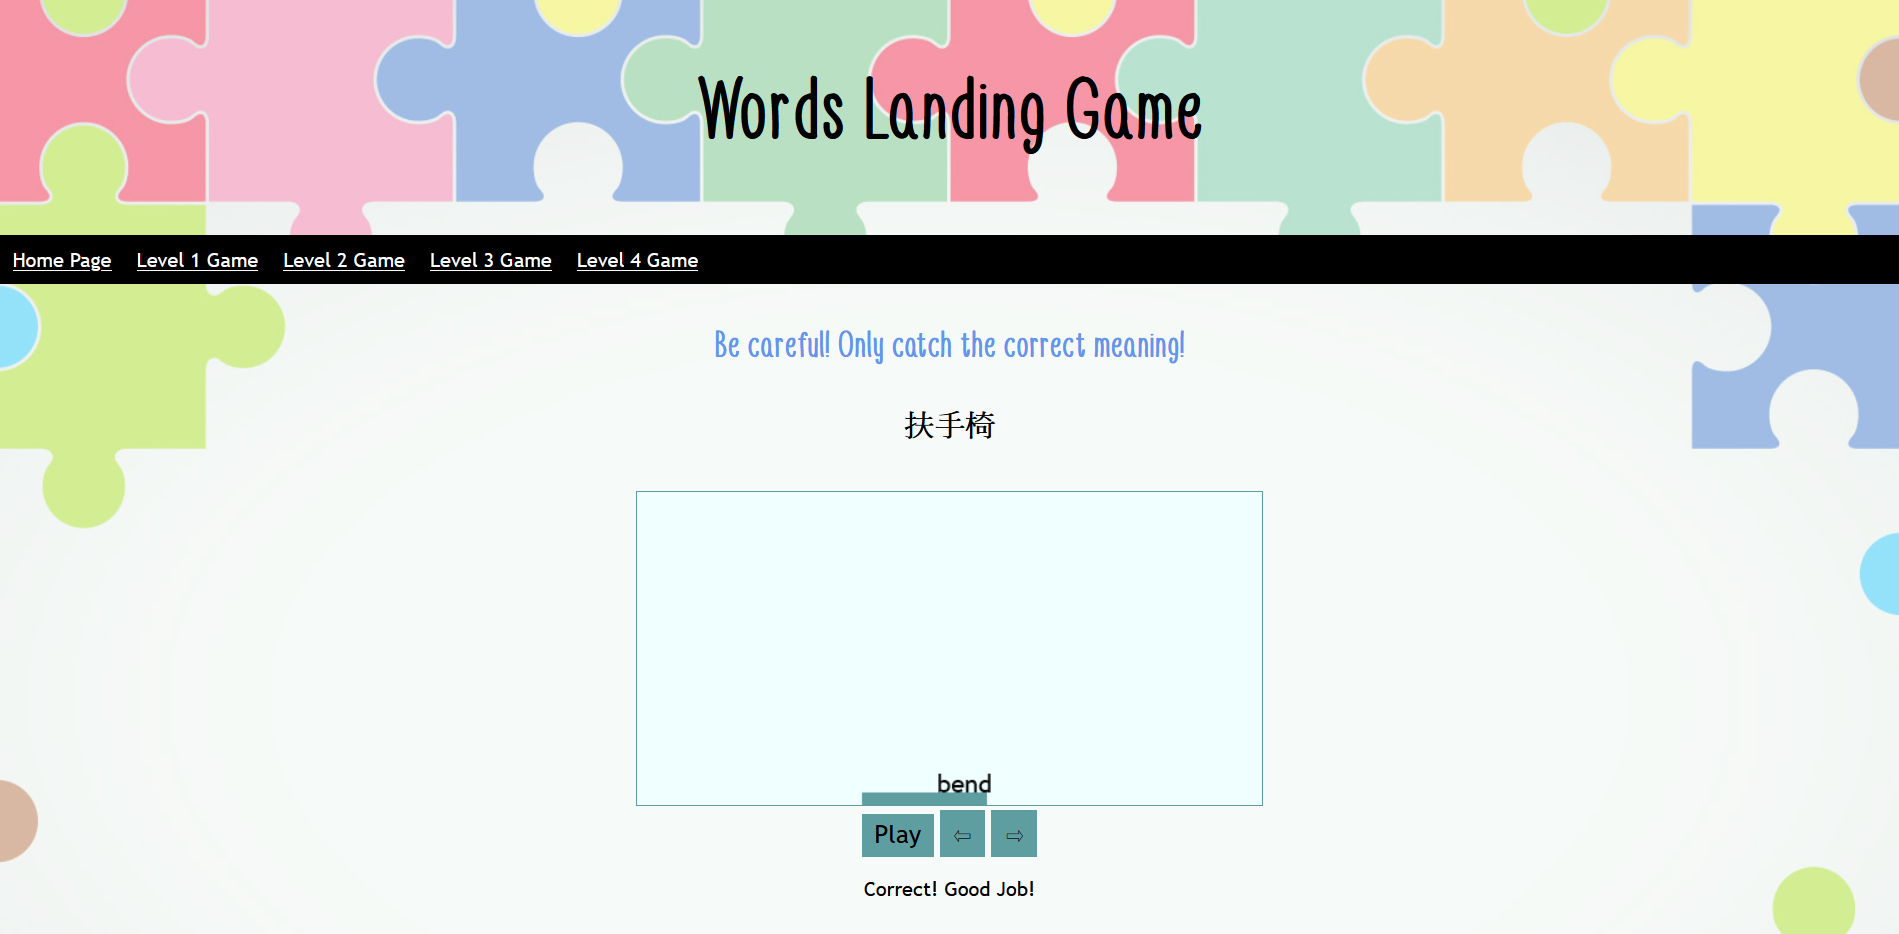 Words Landing Game
Home Page Level 1 Game Level 2 Game Level 3 Game Level 4 Game
Be careful! Only catch the correct meaning!
扶手椅
bend
Play ⇦ ⇨
Correct! Good Job!